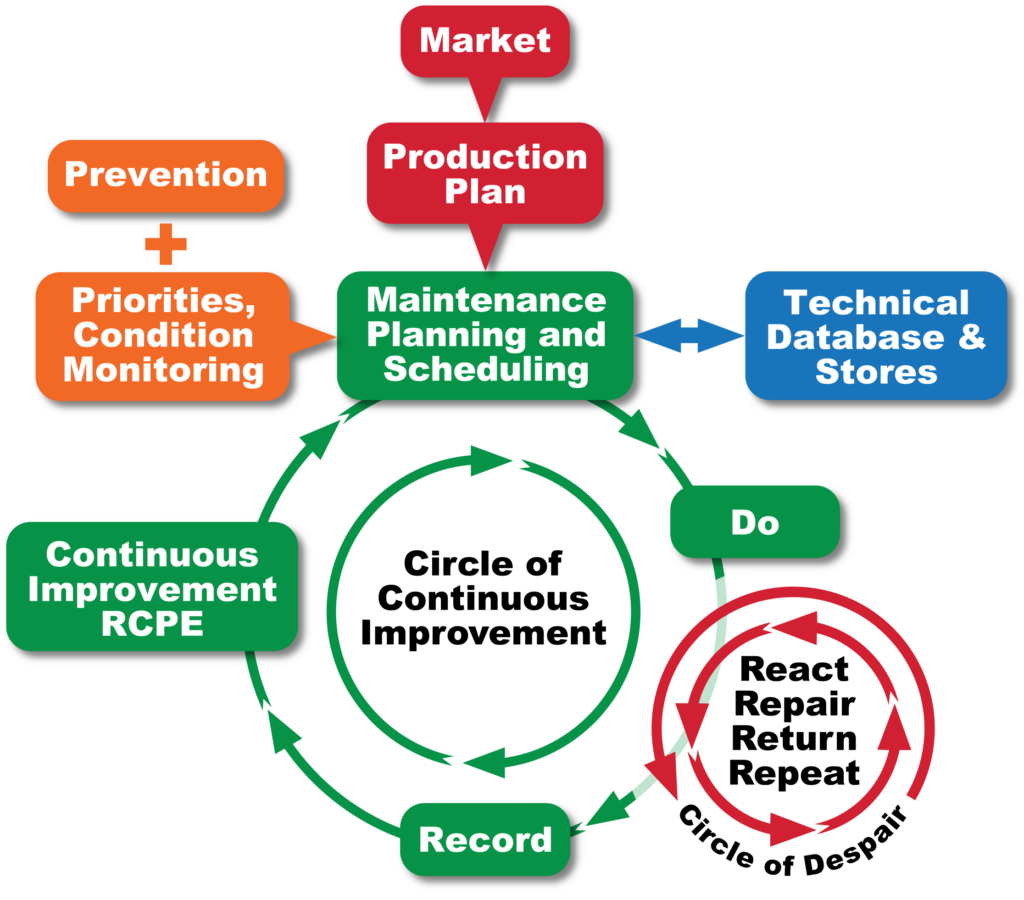 Market
Production
Plan
Prevention
Priorities,
Condition
Monitoring
Maintenance
Planning and
Scheduling
Technical
Database &
Stores
Do
Continuous
Improvement
RCPE
Circle of
Continuous
Improvement
React
Repair
Return
Repeat
Circle of Despair
Record